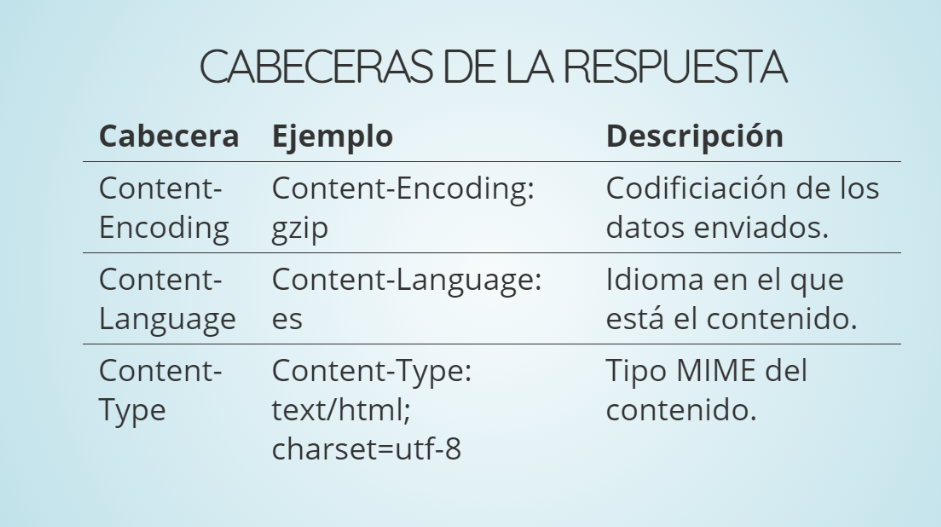 CABECERAS DE LA RESPUESTA
Cabecera Ejemplo Descripción
Content- Content-Encoding: Codificiación de los
Encoding gzip datos enviados.
Content- Content-Language: Idioma en el que
Language es está el contenido.
Content- Content-Type: Tipo MIME del
Type text/html; contenido.
charset=utf-8